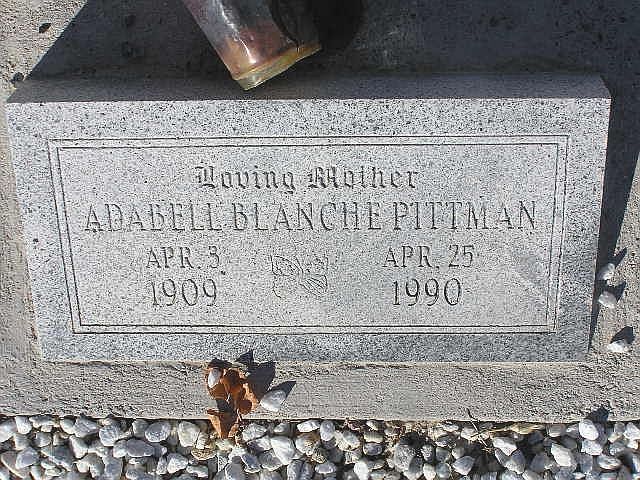 Loving Mother
ADABELL BLANCHE PITTMAN
APR. 3 APR. 25
1909 1990